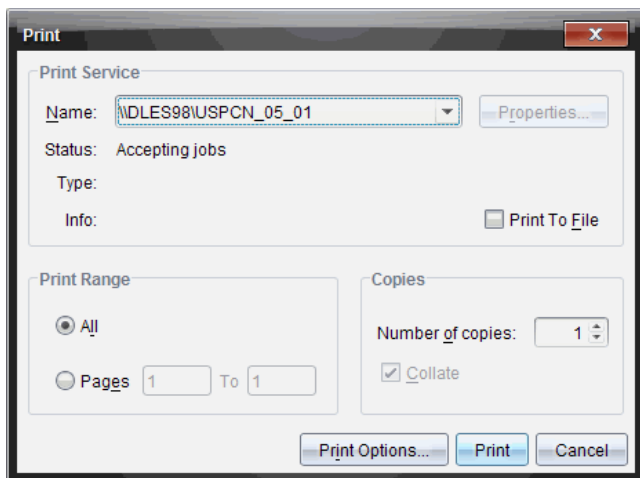 Print
Print Service
Name: \\DLES98\USPCN_05_01 Properties...
Status: Accepting jobs
Type:
Info: Print To File
Print Range
Copies
All
Number of copies: 1
Pages 1 To 1
Collate
Print Options... Print Cancel